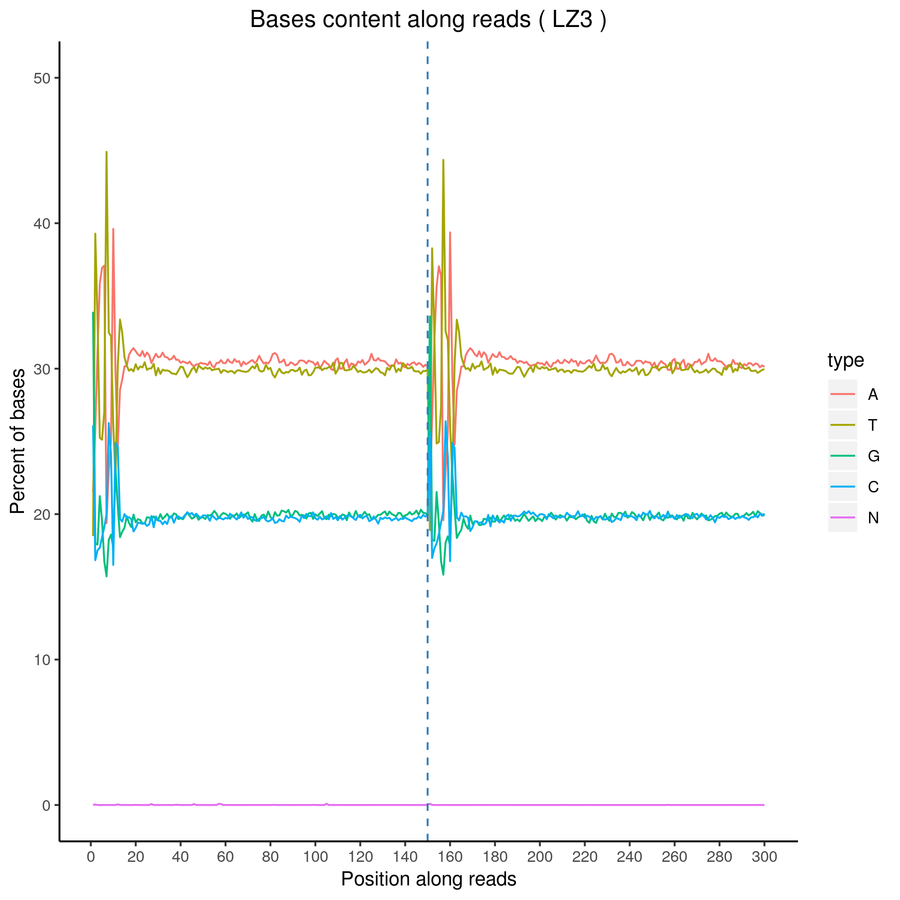 Bases content along reads ( LZ3 )
Percent of bases
50
40
30
20
10
0
0 20 40 60 80 100 120 140 160 180 200 220 240 260 280 300
Position along reads
type
A
T
G
C
N